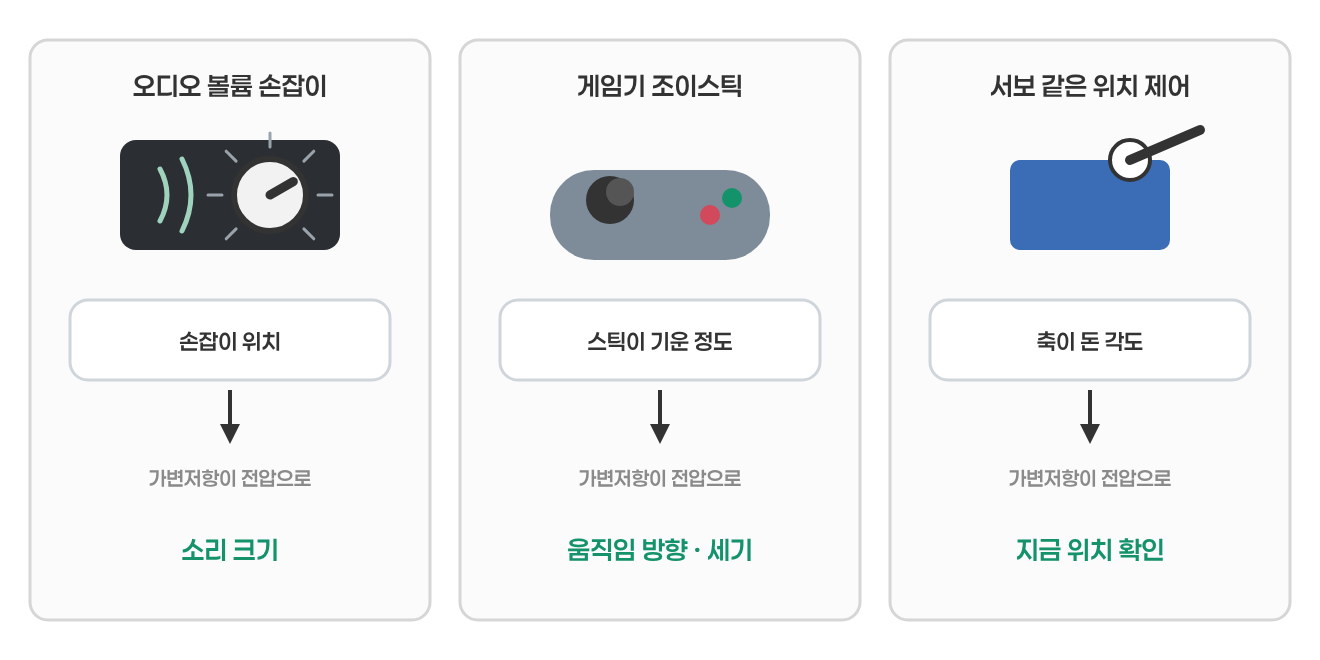 오디오 볼륨 손잡이
손잡이 위치
가변저항이 전압으로
소리 크기
게임기 조이스틱
스틱이 기운 정도
가변저항이 전압으로
움직임 방향 · 세기
서보 같은 위치 제어
축이 돈 각도
가변저항이 전압으로
지금 위치 확인